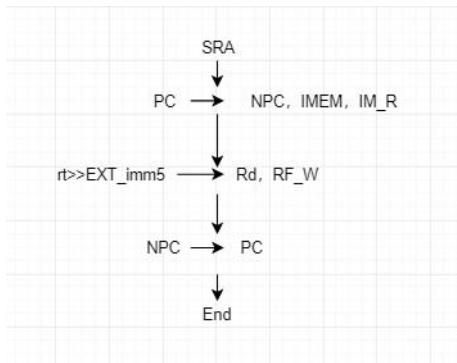 SRA
PC NPC, IMEM, IM_R
rt>>EXT_imm5 Rd, RF_W
NPC PC
End